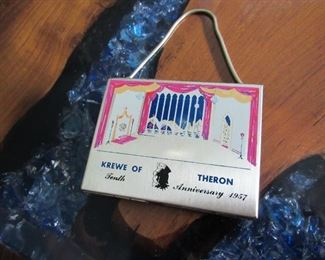 KREWE OF THERON
Tenth Anniversary 1957